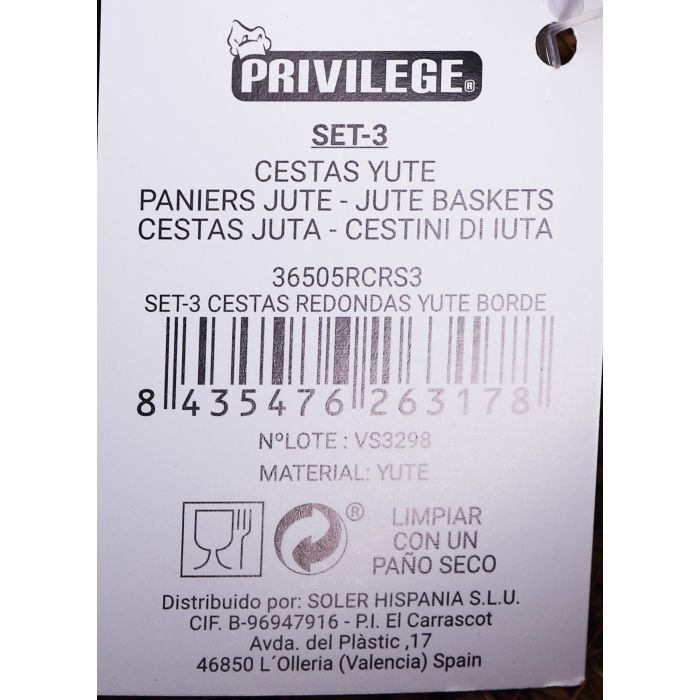 PRIVILEGE®
SET-3
CESTAS YUTE
PANIERS JUTE - JUTE BASKETS
CESTAS JUTA - CESTINI DI IUTA
36505RCRS3
SET-3 CESTAS REDONDAS YUTE BORDE
8 435476 263178
NºLOTE : VS3298
MATERIAL: YUTE
®
LIMPIAR
CON UN
PAÑO SECO
Distribuido por: SOLER HISPANIA S.L.U.
CIF. B-96947916 - P.I. El Carrascot
Avda. del Plàstic ,17
46850 L´Olleria (Valencia) Spain